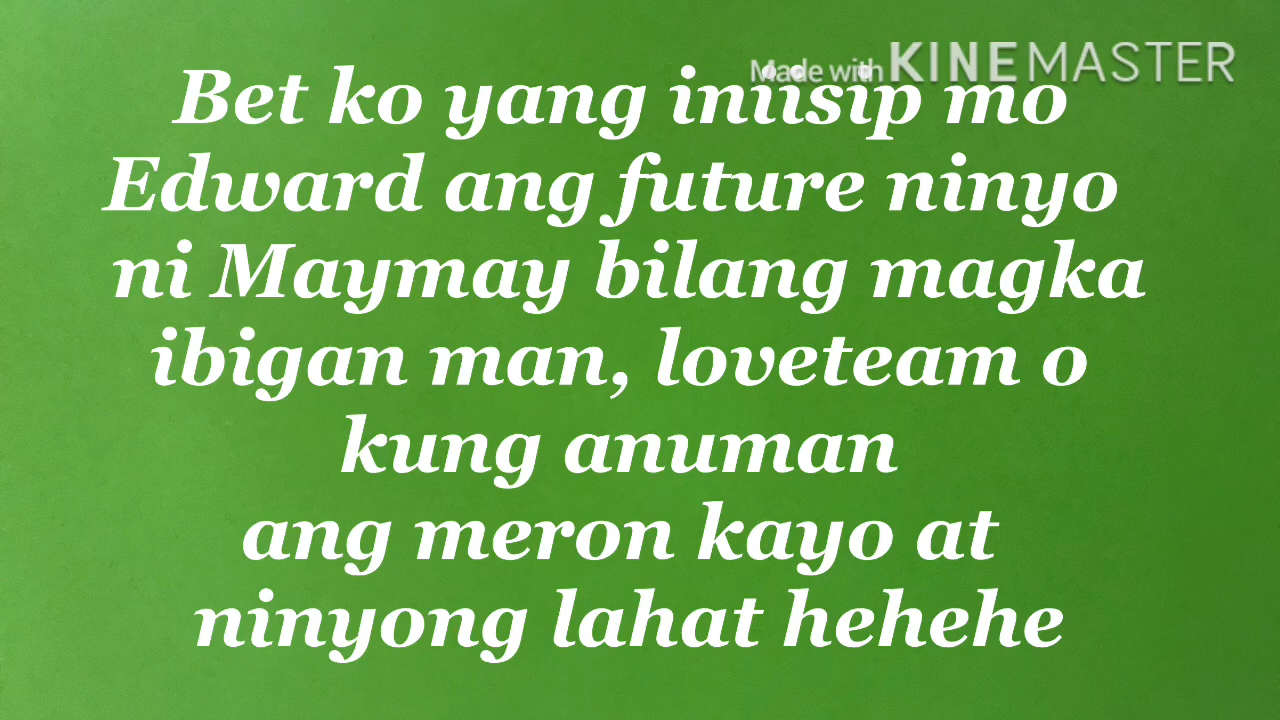 Made with KINEMASTER
Bet ko yang iniisip mo
Edward ang future ninyo
ni Maymay bilang magka
ibigan man, loveteam o
kung anuman
ang meron kayo at
ninyong lahat hehehe